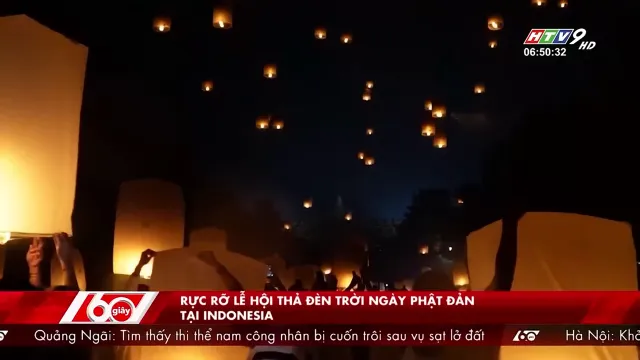 HTV9 HD
06:50:32
60 giây
RỰC RỠ LỄ HỘI THẢ ĐÈN TRỜI NGÀY PHẬT ĐẢN
TẠI INDONESIA
Quảng Ngãi: Tìm thấy thi thể nam công nhân bị cuốn trôi sau vụ sạt lở đất
Hà Nội: